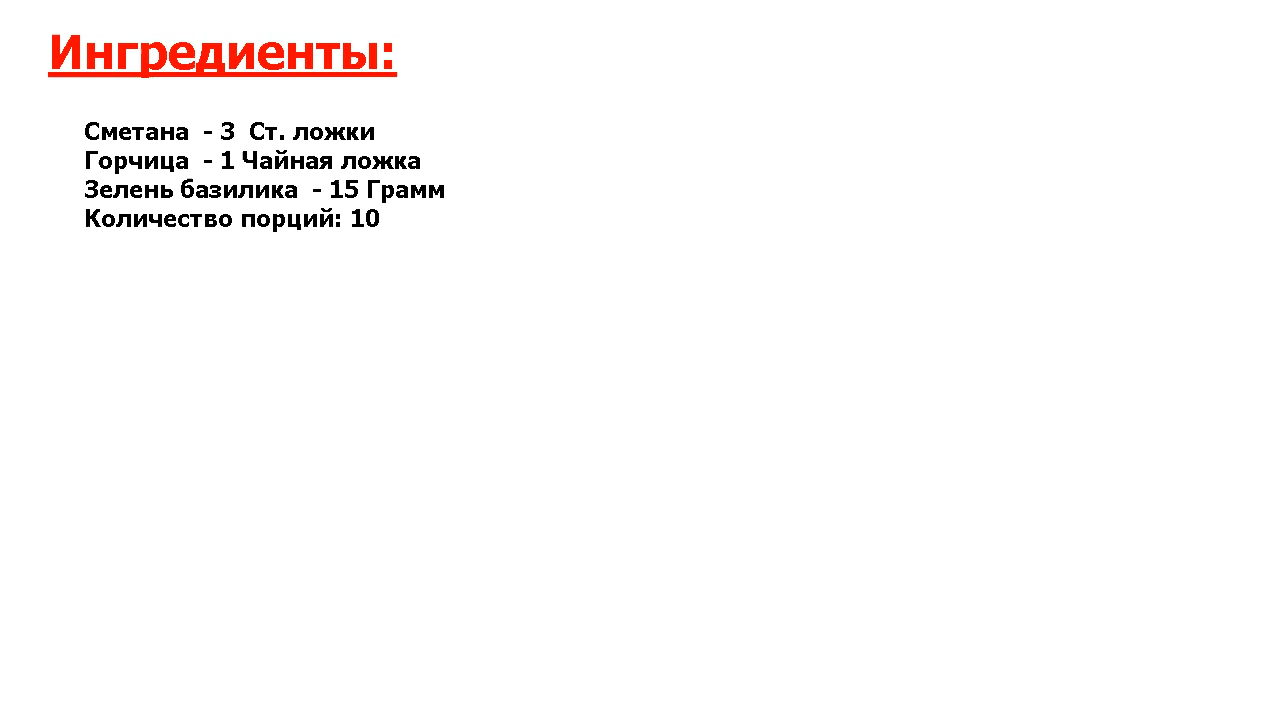 Ингредиенты:
Сметана - 3 Ст. ложки
Горчица - 1 Чайная ложка
Зелень базилика - 15 Грамм
Количество порций: 10